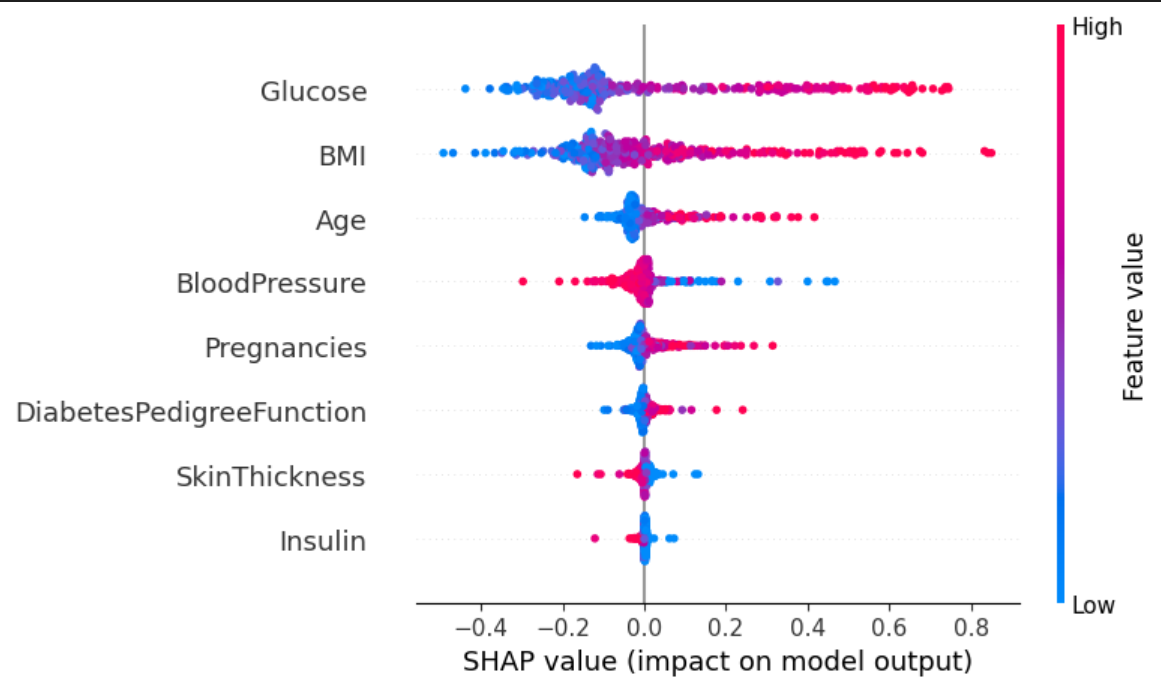 High
Glucose
BMI
Age
BloodPressure
Pregnancies
DiabetesPedigreeFunction
SkinThickness
Insulin
Feature value
Low
−0.4 −0.2 0.0 0.2 0.4 0.6 0.8
SHAP value (impact on model output)